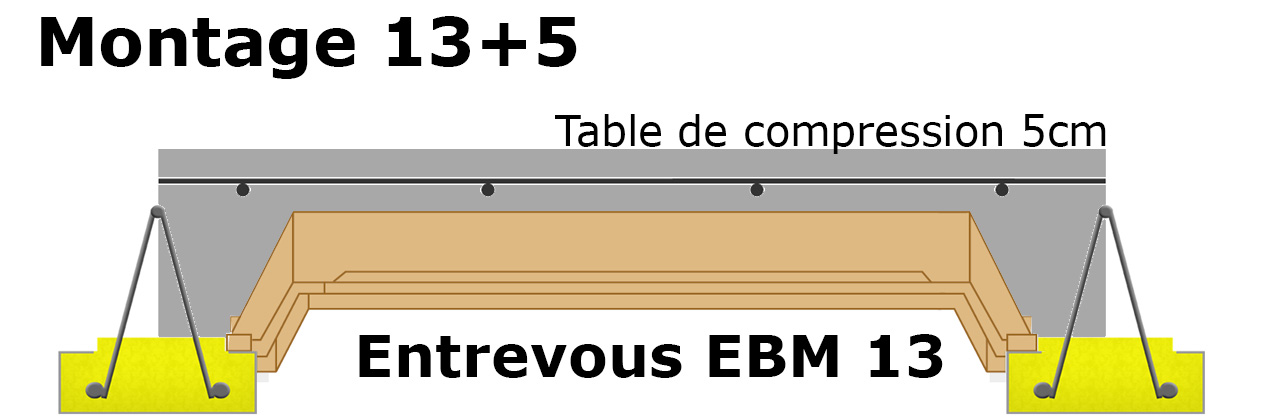 Montage 13+5
Table de compression 5cm
Entrevous EBM 13